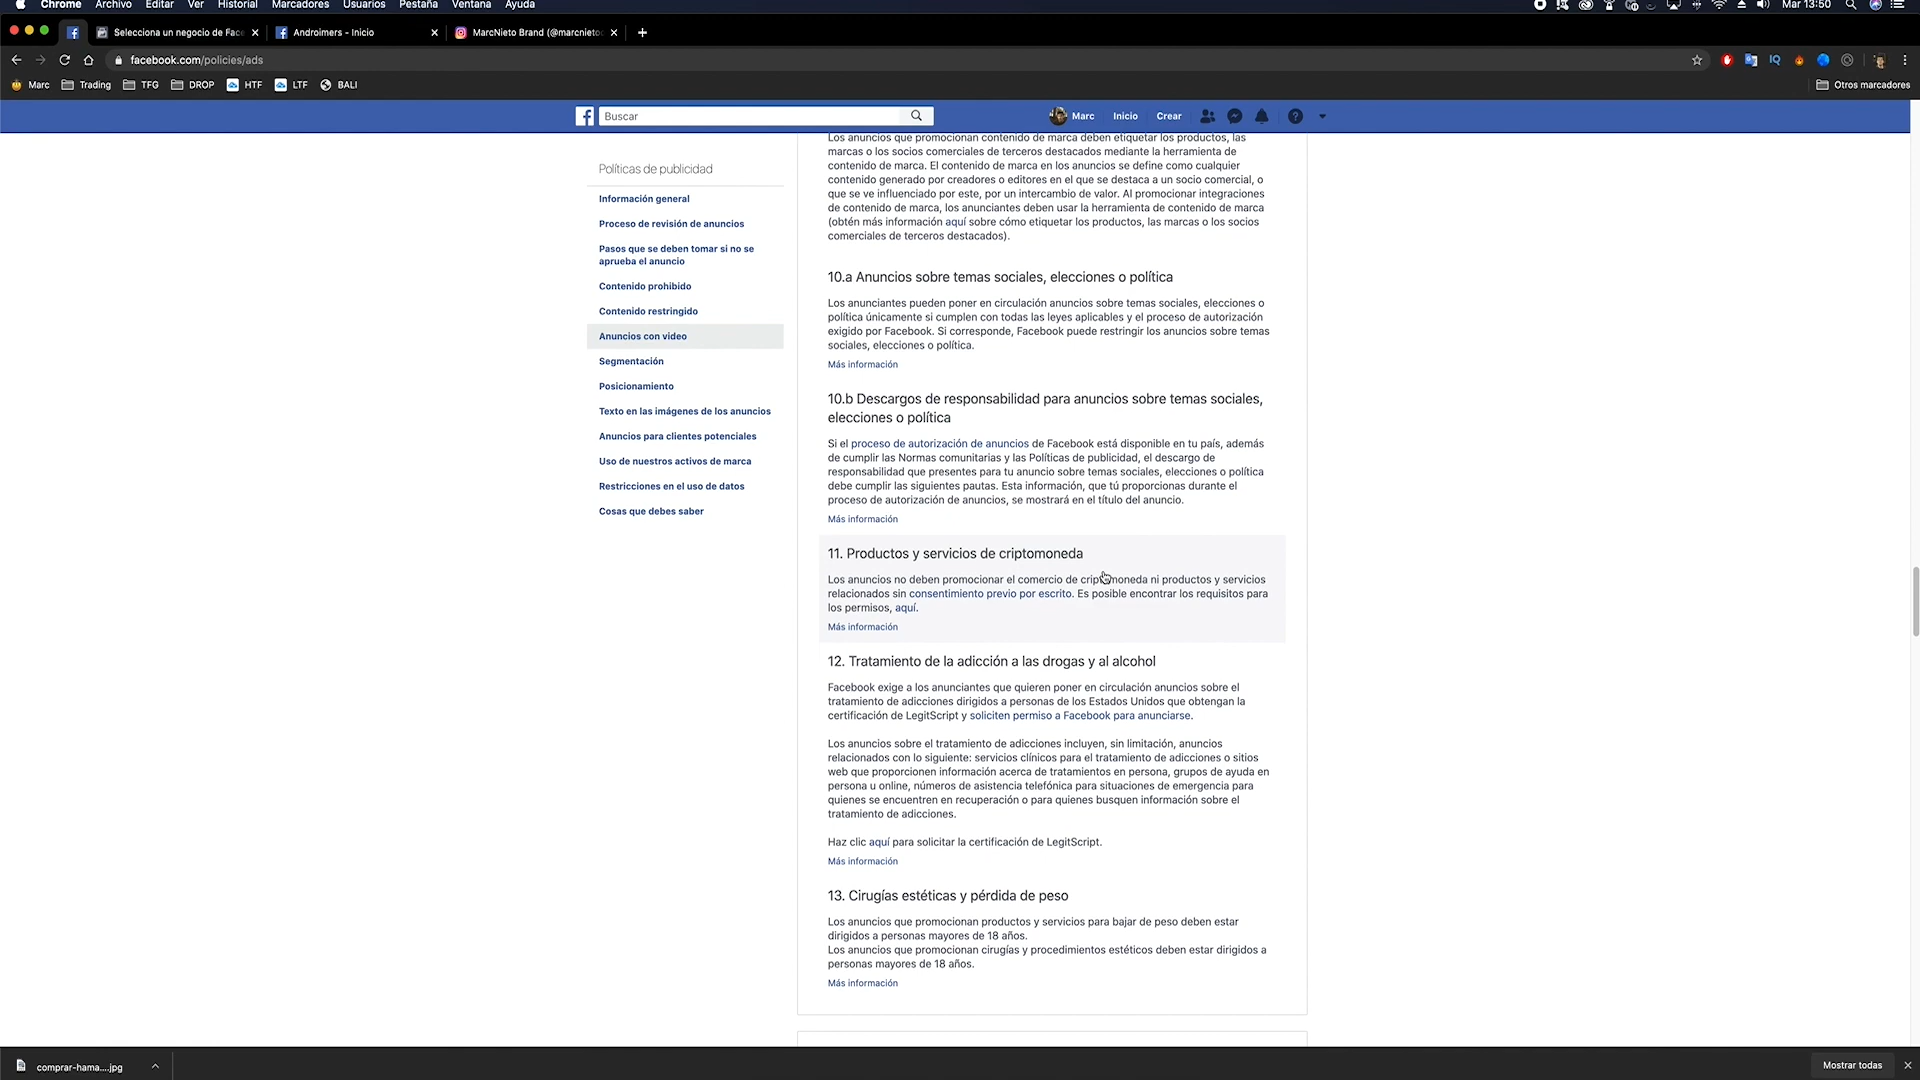 Chrome Archivo Editar Ver Historial Marcadores Usuarios Pestaña Ventana Ayuda
Mar 13:50
Selecciona un negocio de Face
Androimers - Inicio
MarcNieto Brand (@marcnieto
facebook.com/policies/ads
Marc Trading TFG DROP HTF LTF BALI
Otros marcadores
Buscar
Marc Inicio Crear
Políticas de publicidad
Información general
Proceso de revisión de anuncios
Pasos que se deben tomar si no se
aprueba el anuncio
Contenido prohibido
Contenido restringido
Anuncios con video
Segmentación
Posicionamiento
Texto en las imágenes de los anuncios
Anuncios para clientes potenciales
Uso de nuestros activos de marca
Restricciones en el uso de datos
Cosas que debes saber
Los anuncios que promocionan contenido de marca deben etiquetar los productos, las
marcas o los socios comerciales de terceros destacados mediante la herramienta de
contenido de marca. El contenido de marca en los anuncios se define como cualquier
contenido generado por creadores o editores en el que se destaca a un socio comercial, o
que se ve influenciado por este, por un intercambio de valor. Al promocionar integraciones
de contenido de marca, los anunciantes deben usar la herramienta de contenido de marca
(obtén más información aquí sobre cómo etiquetar los productos, las marcas o los socios
comerciales de terceros destacados).
10.a Anuncios sobre temas sociales, elecciones o política
Los anunciantes pueden poner en circulación anuncios sobre temas sociales, elecciones o
política únicamente si cumplen con todas las leyes aplicables y el proceso de autorización
exigido por Facebook. Si corresponde, Facebook puede restringir los anuncios sobre temas
sociales, elecciones o política.
Más información
10.b Descargos de responsabilidad para anuncios sobre temas sociales,
elecciones o política
Si el proceso de autorización de anuncios de Facebook está disponible en tu país, además
de cumplir las Normas comunitarias y las Políticas de publicidad, el descargo de
responsabilidad que presentes para tu anuncio sobre temas sociales, elecciones o política
debe cumplir las siguientes pautas. Esta información, que tú proporcionas durante el
proceso de autorización de anuncios, se mostrará en el título del anuncio.
Más información
11. Productos y servicios de criptomoneda
Los anuncios no deben promocionar el comercio de criptomoneda ni productos y servicios
relacionados sin consentimiento previo por escrito. Es posible encontrar los requisitos para
los permisos, aquí.
Más información
12. Tratamiento de la adicción a las drogas y al alcohol
Facebook exige a los anunciantes que quieren poner en circulación anuncios sobre el
tratamiento de adicciones dirigidos a personas de los Estados Unidos que obtengan la
certificación de LegitScript y soliciten permiso a Facebook para anunciarse.
Los anuncios sobre el tratamiento de adicciones incluyen, sin limitación, anuncios
relacionados con lo siguiente: servicios clínicos para el tratamiento de adicciones o sitios
web que proporcionen información acerca de tratamientos en persona, grupos de ayuda en
persona u online, números de asistencia telefónica para situaciones de emergencia para
quienes se encuentren en recuperación o para quienes busquen información sobre el
tratamiento de adicciones.
Haz clic aquí para solicitar la certificación de LegitScript.
Más información
13. Cirugías estéticas y pérdida de peso
Los anuncios que promocionan productos y servicios para bajar de peso deben estar
dirigidos a personas mayores de 18 años.
Los anuncios que promocionan cirugías y procedimientos estéticos deben estar dirigidos a
personas mayores de 18 años.
Más información
comprar-hama....jpg
Mostrar todas